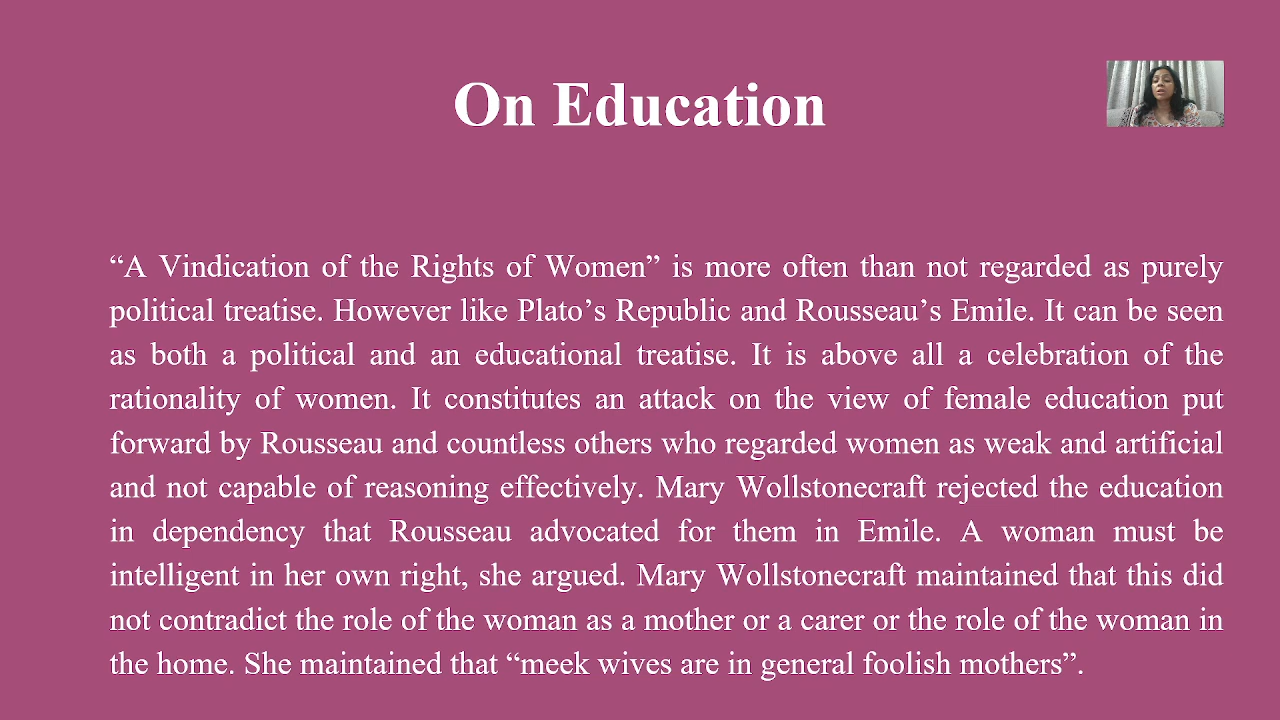 On Education
“A Vindication of the Rights of Women” is more often than not regarded as purely
political treatise. However like Plato’s Republic and Rousseau’s Emile. It can be seen
as both a political and an educational treatise. It is above all a celebration of the
rationality of women. It constitutes an attack on the view of female education put
forward by Rousseau and countless others who regarded women as weak and artificial
and not capable of reasoning effectively. Mary Wollstonecraft rejected the education
in dependency that Rousseau advocated for them in Emile. A woman must be
intelligent in her own right, she argued. Mary Wollstonecraft maintained that this did
not contradict the role of the woman as a mother or a carer or the role of the woman in
the home. She maintained that “meek wives are in general foolish mothers”.